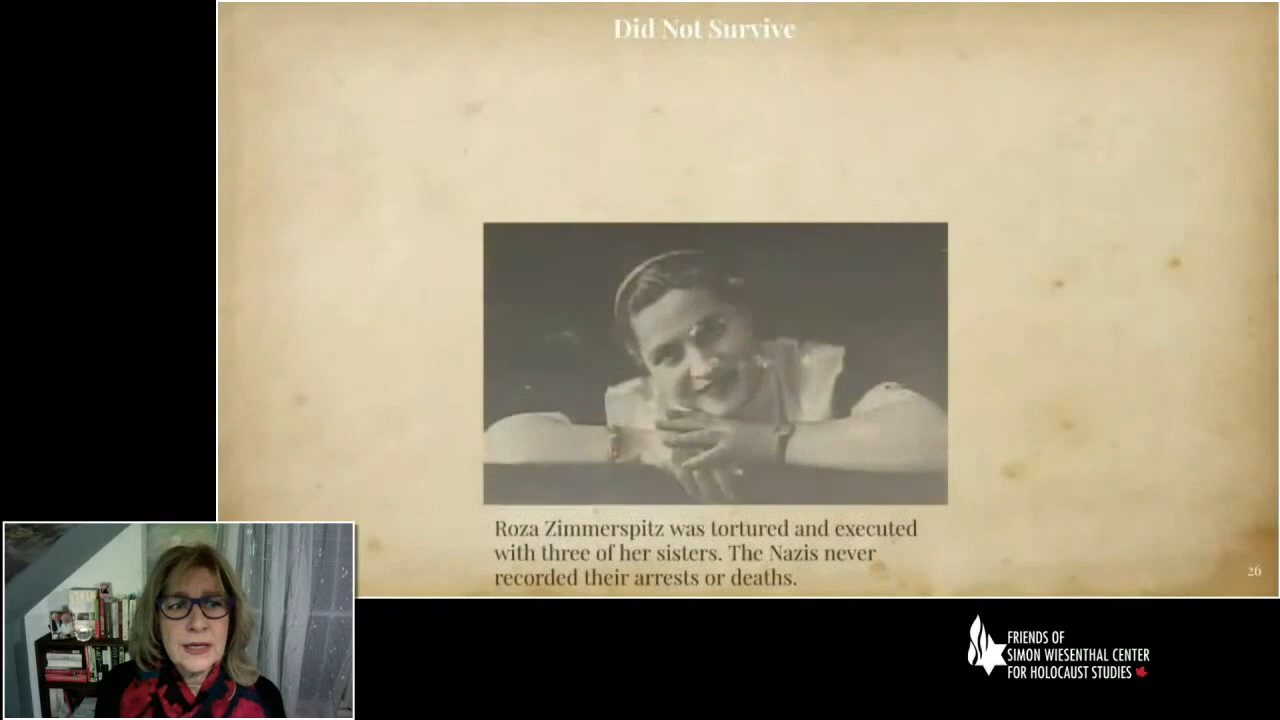 Did Not Survive
Roza Zimmerspitz was tortured and executed
with three of her sisters. The Nazis never
recorded their arrests or deaths.
26
FRIENDS OF
SIMON WIESENTHAL CENTER
FOR HOLOCAUST STUDIES